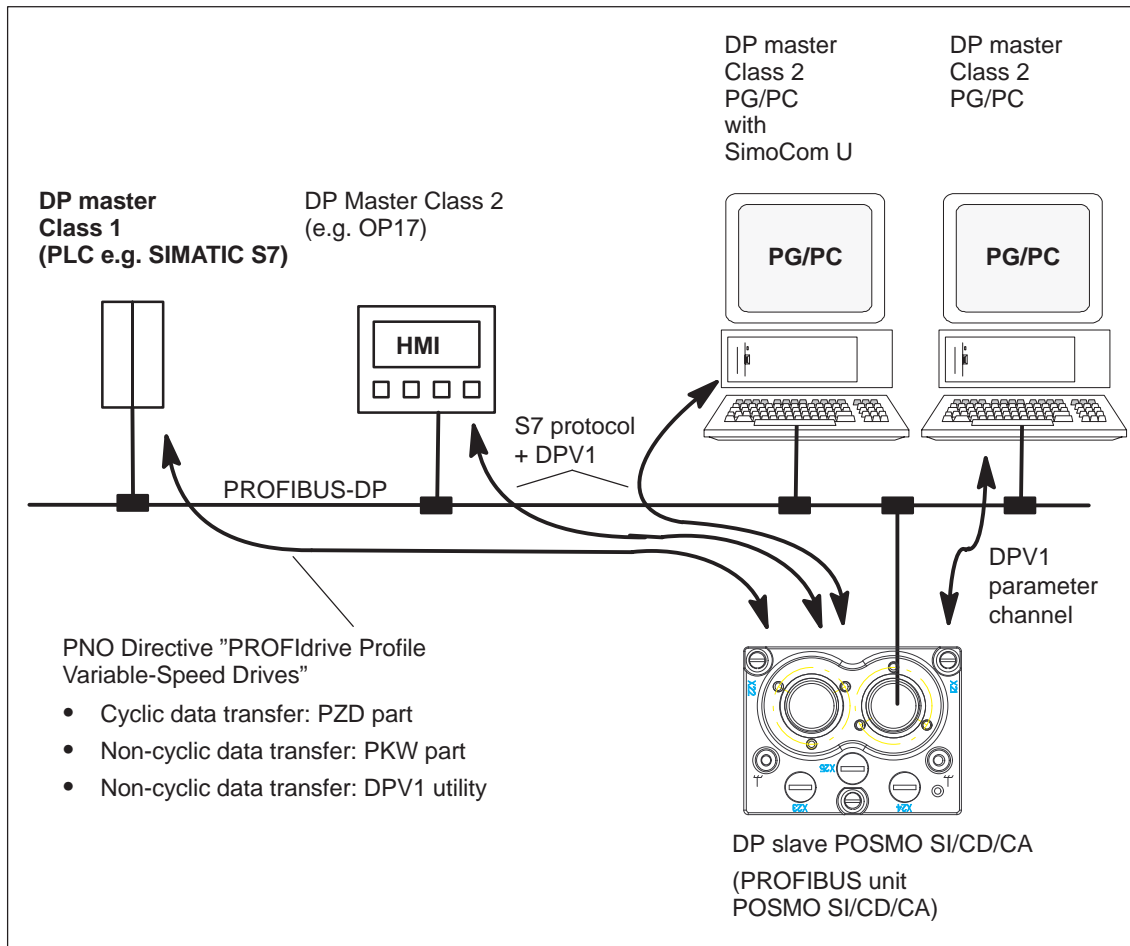 DP master
Class 2
PG/PC
with
SimoCom U
DP master
Class 2
PG/PC
DP master
Class 1
(PLC e.g. SIMATIC S7)
DP Master Class 2
(e.g. OP17)
PG/PC
PG/PC
HMI
S7 protocol
+ DPV1
PROFIBUS-DP
DPV1
parameter
channel
PNO Directive ”PROFIdrive Profile
Variable-Speed Drives”
• Cyclic data transfer: PZD part
• Non-cyclic data transfer: PKW part
• Non-cyclic data transfer: DPV1 utility
X22
X21
X25
X23
X24
DP slave POSMO SI/CD/CA
(PROFIBUS unit
POSMO SI/CD/CA)